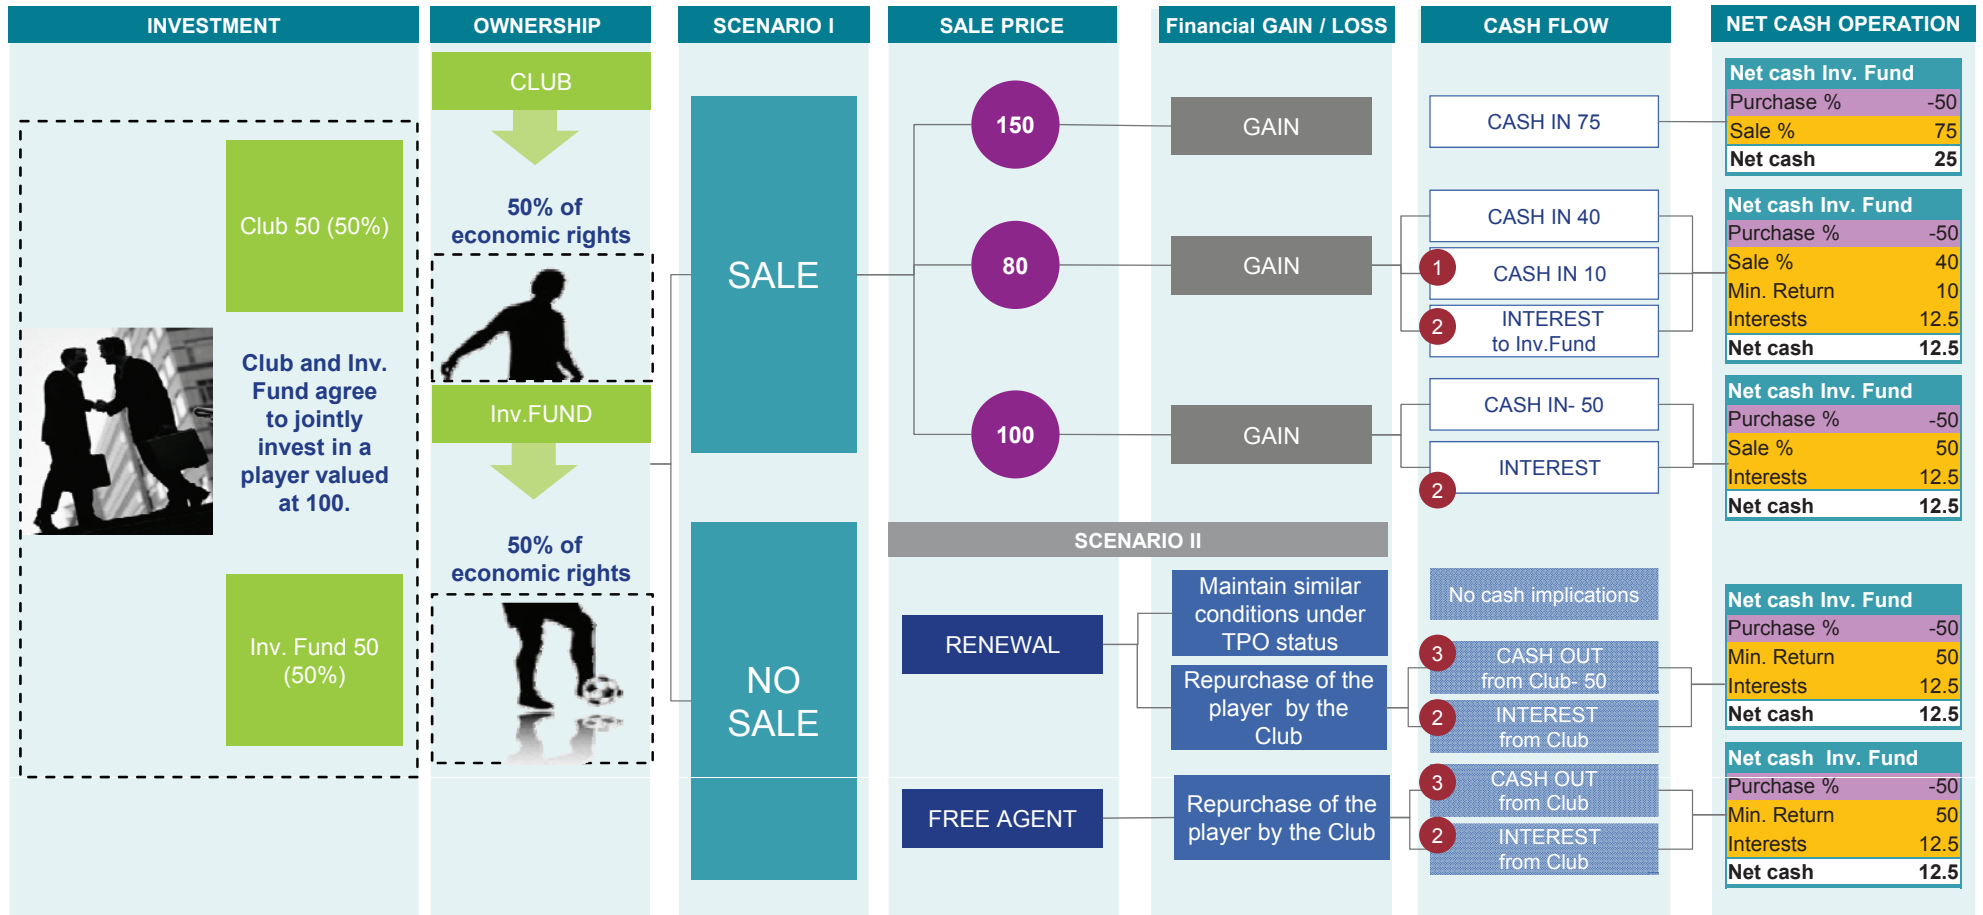 INVESTMENT
OWNERSHIP
SCENARIO I
SALE PRICE
Financial GAIN / LOSS
CASH FLOW
NET CASH OPERATION
Club 50 (50%)
Club and Inv.
Fund agree
to jointly
invest in a
player valued
at 100.
Inv. Fund 50
(50%)
CLUB
50% of
economic rights
Inv.FUND
50% of
economic rights
SALE
NO
SALE
150
GAIN
CASH IN 75
Net cash Inv. Fund
Purchase % -50
Sale % 75
Net cash 25
80
GAIN
CASH IN 40
1
CASH IN 10
2
INTEREST
to Inv.Fund
Net cash Inv. Fund
Purchase % -50
Sale % 40
Min. Return 10
Interests 12.5
Net cash 12.5
100
GAIN
CASH IN- 50
INTEREST
2
Net cash Inv. Fund
Purchase % -50
Sale % 50
Interests 12.5
Net cash 12.5
SCENARIO II
RENEWAL
Maintain similar
conditions under
TPO status
No cash implications
Repurchase of the
player by the
Club
3
CASH OUT
from Club- 50
2
INTEREST
from Club
Net cash Inv. Fund
Purchase % -50
Min. Return 50
Interests 12.5
Net cash 12.5
FREE AGENT
Repurchase of the
player by the Club
3
CASH OUT
from Club
2
INTEREST
from Club
Net cash Inv. Fund
Purchase % -50
Min. Return 50
Interests 12.5
Net cash 12.5